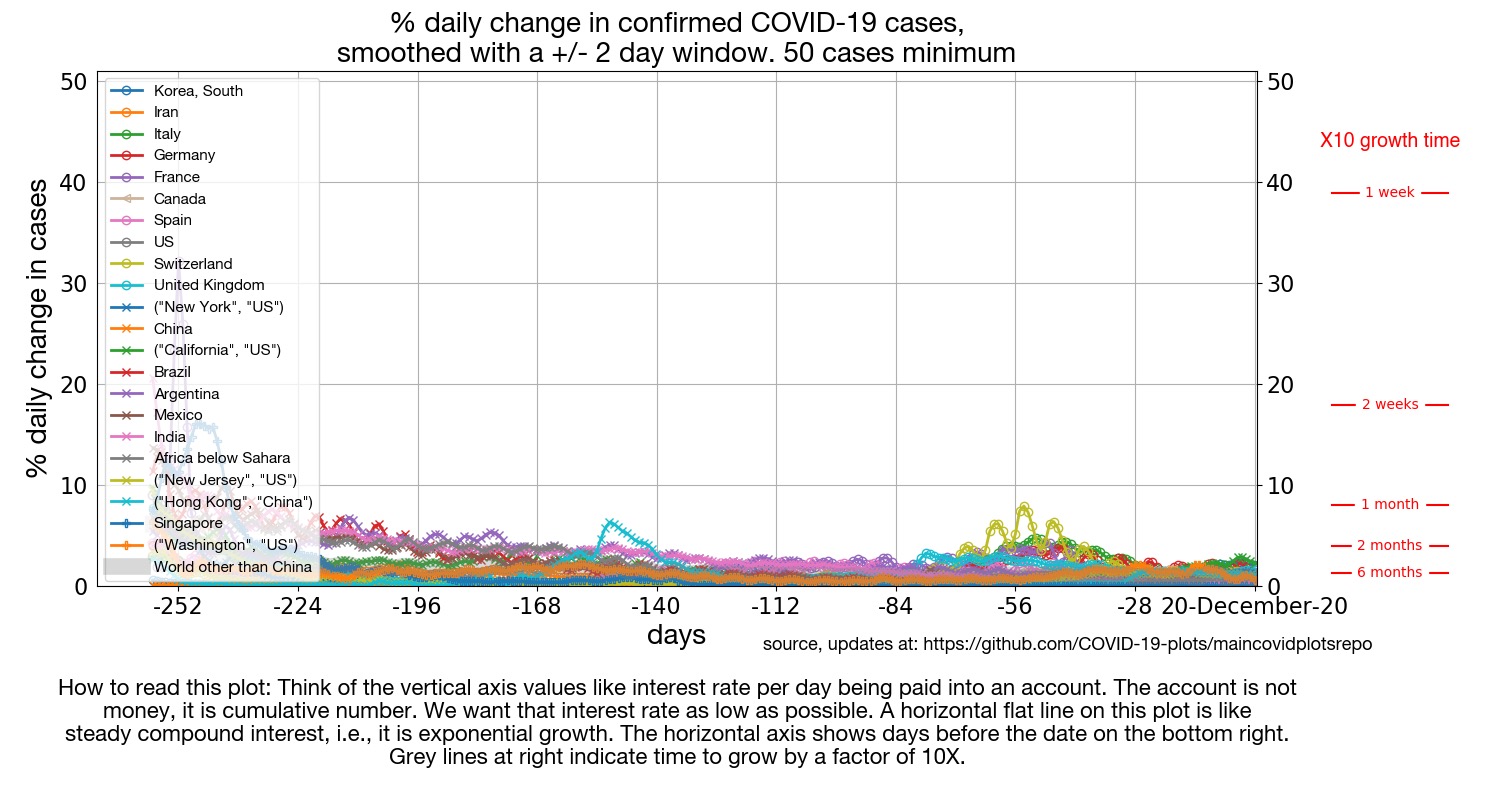 % daily change in confirmed COVID-19 cases,
smoothed with a +/- 2 day window. 50 cases minimum
% daily change in cases
50
40
30
20
10
0
Korea, South
Iran
Italy
Germany
France
Canada
Spain
US
Switzerland
United Kingdom
("New York", "US")
China
("California", "US")
Brazil
Argentina
Mexico
India
Africa below Sahara
("New Jersey", "US")
("Hong Kong", "China")
Singapore
("Washington", "US")
World other than China
50
40
30
20
10
0
X10 growth time
1 week
2 weeks
1 month
2 months
6 months
-252 -224 -196 -168 -140 -112 -84 -56 -28 20-December-20
days
source, updates at: https://github.com/COVID-19-plots/maincovidplotsrepo
How to read this plot: Think of the vertical axis values like interest rate per day being paid into an account. The account is not
money, it is cumulative number. We want that interest rate as low as possible. A horizontal flat line on this plot is like
steady compound interest, i.e., it is exponential growth. The horizontal axis shows days before the date on the bottom right.
Grey lines at right indicate time to grow by a factor of 10X.